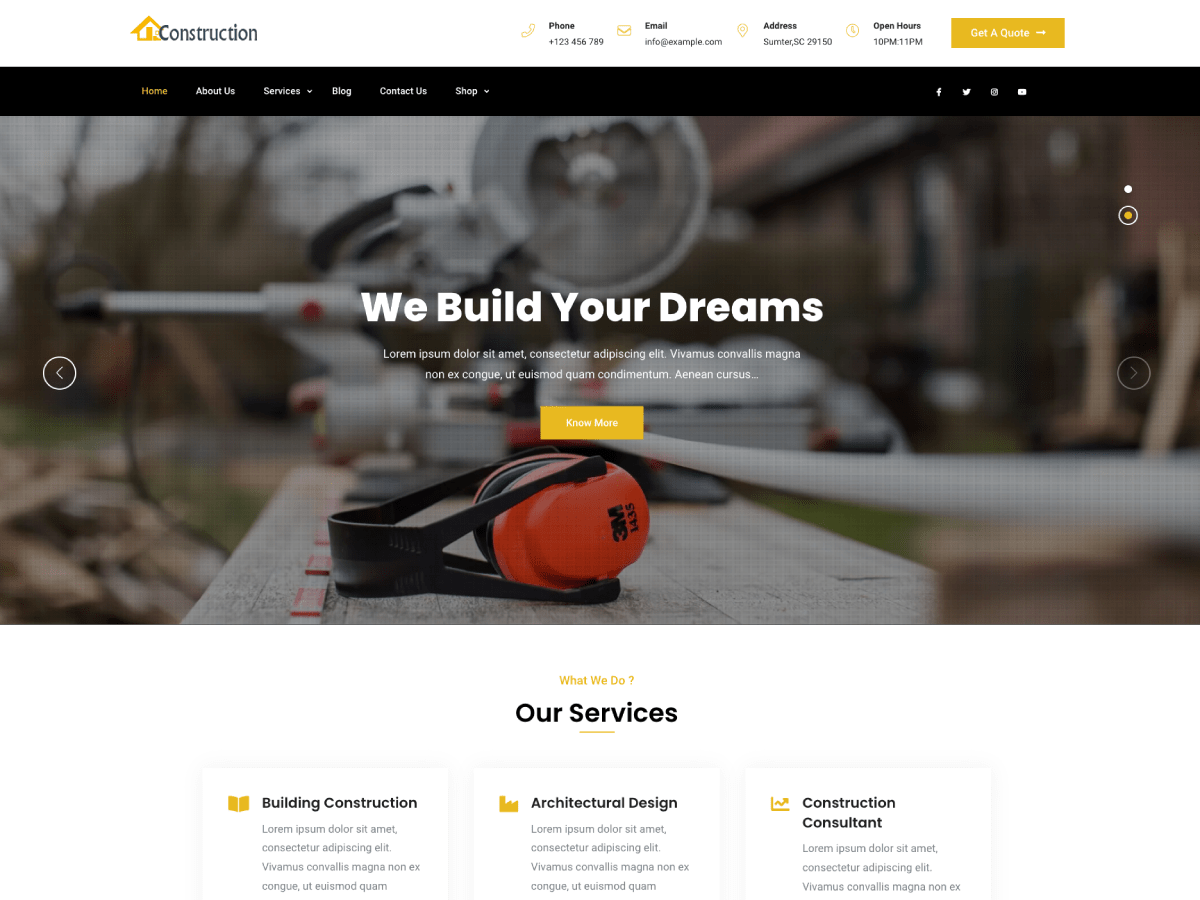 Construction
Phone
+123 456 789
Email
info@example.com
Address
Sumter,SC 29150
Open Hours
10PM:11PM
Get A Quote
Home
About Us
Services
Blog
Contact Us
Shop
We Build Your Dreams
Lorem ipsum dolor sit amet, consectetur adipiscing elit. Vivamus convallis magna
non ex congue, ut euismod quam condimentum. Aenean cursus...
Know More
3M
1435
What We Do ?
Our Services
Building Construction
Lorem ipsum dolor sit amet,
consectetur adipiscing elit.
Vivamus convallis magna non ex
congue, ut euismod quam
Architectural Design
Lorem ipsum dolor sit amet,
consectetur adipiscing elit.
Vivamus convallis magna non ex
congue, ut euismod quam
Construction
Consultant
Lorem ipsum dolor sit amet,
consectetur adipiscing elit.
Vivamus convallis magna non ex